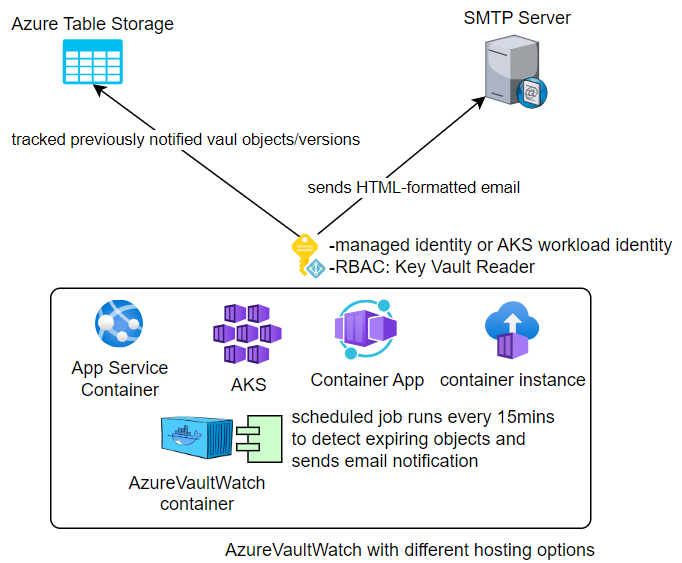 Azure Table Storage
SMTP Server
tracked previously notified vaul objects/versions
sends HTML-formatted email
-managed identity or AKS workload identity
-RBAC: Key Vault Reader
App Service
Container
AKS
Container App
container instance
scheduled job runs every 15mins
to detect expiring objects and
sends email notification
AzureVaultWatch
container
AzureVaultWatch with different hosting options